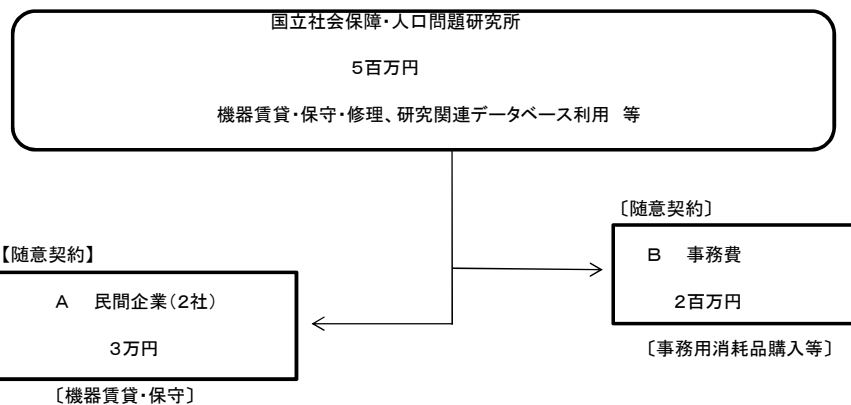 国立社会保障・人口問題研究所
5百万円
機器賃貸・保守・修理、研究関連データベース利用 等
【随意契約】
A 民間企業(2社)
3万円
〔機器賃貸・保守〕
〔随意契約〕
B 事務費
2百万円
〔事務用消耗品購入等〕